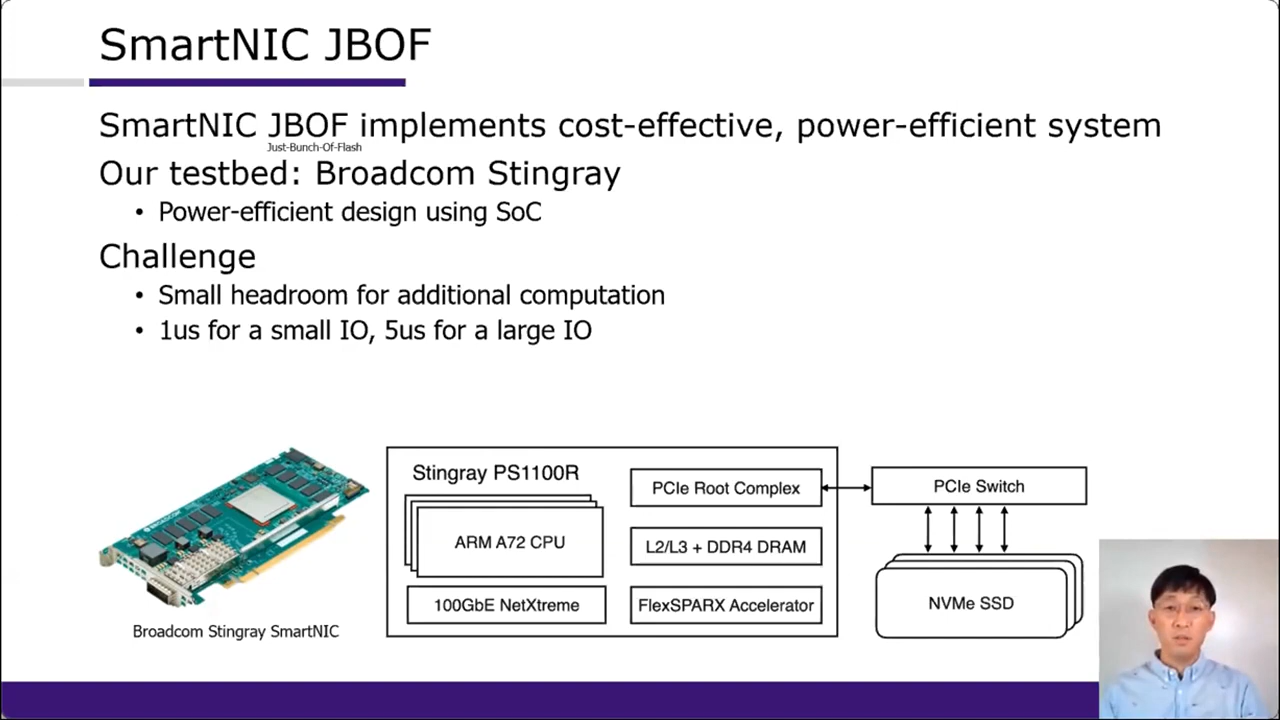 SmartNIC JBOF
SmartNIC JBOF implements cost-effective, power-efficient system
Just-Bunch-Of-Flash
Our testbed: Broadcom Stingray
• Power-efficient design using SoC
Challenge
• Small headroom for additional computation
• 1us for a small IO, 5us for a large IO
BROADCOM
Broadcom Stingray SmartNIC
Stingray PS1100R
ARM A72 CPU
100GbE NetXtreme
PCIe Root Complex
L2/L3 + DDR4 DRAM
FlexSPARX Accelerator
PCIe Switch
NVMe SSD